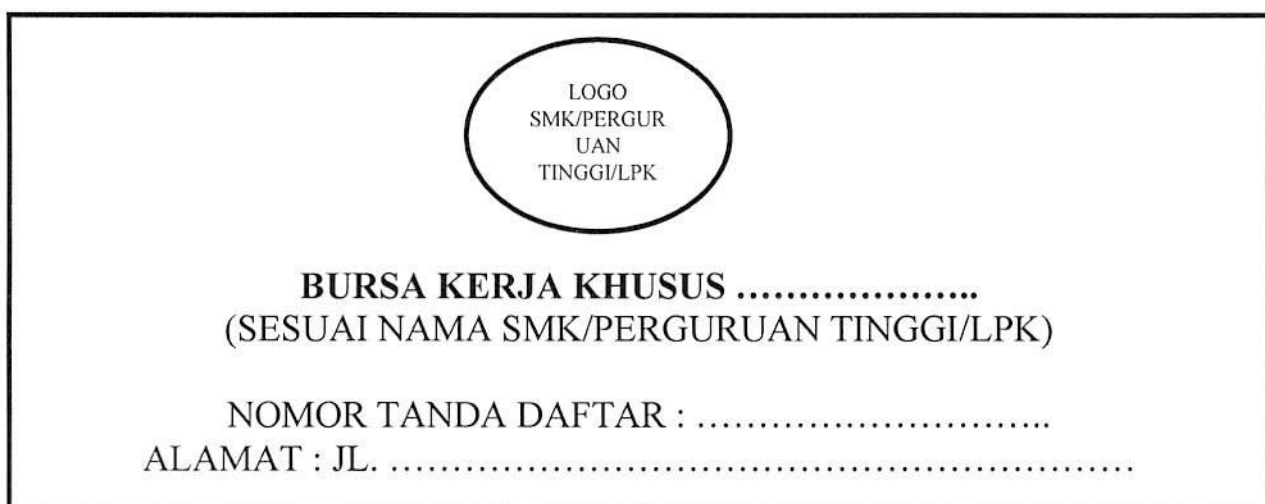 LOGO
SMK/PERGUR
UAN
TINGGI/LPK
BURSA KERJA KHUSUS ......................
(SESUAI NAMA SMK/PERGURUAN TINGGI/LPK)
NOMOR TANDA DAFTAR : ..............................
ALAMAT : JL. ...............................................................